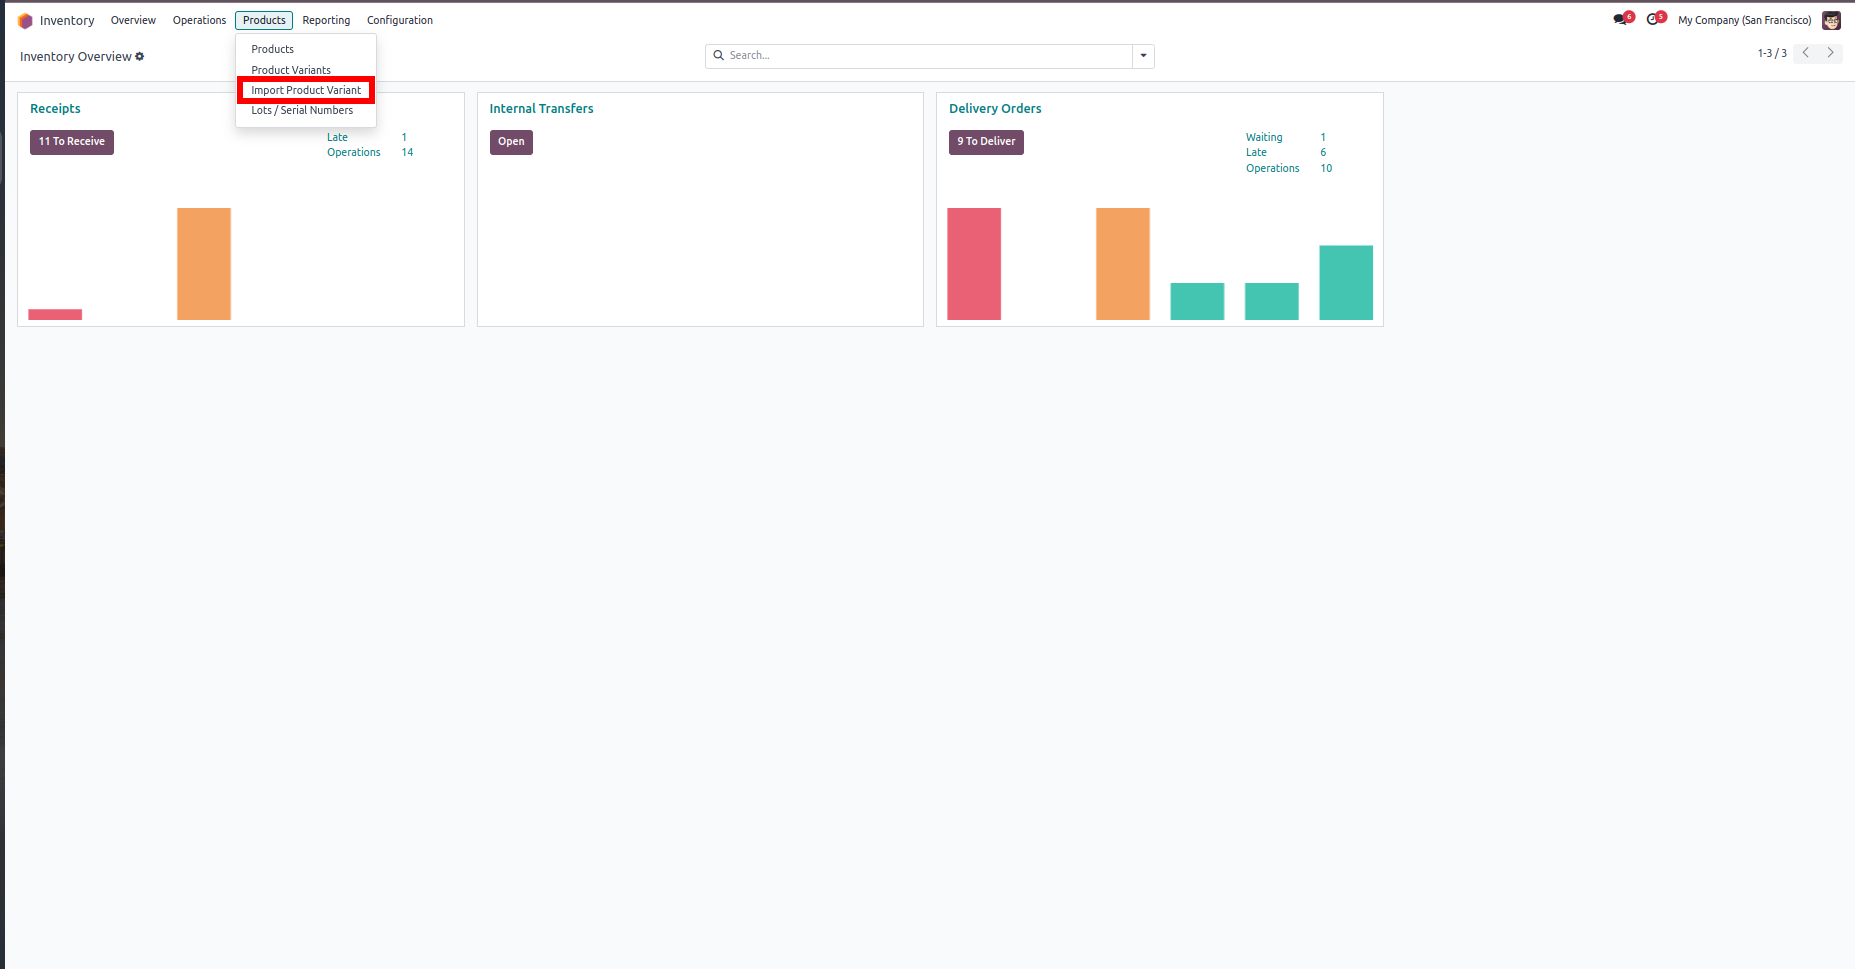 Inventory Overview Operations Products Reporting Configuration 6 5 My Company (San Francisco)
Inventory Overview
Search...
1-3 / 3
Products
Product Variants
Import Product Variant
Lots / Serial Numbers
Receipts
11 To Receive
Late 1
Operations 14
Internal Transfers
Open
Delivery Orders
9 To Deliver
Waiting 1
Late 6
Operations 10